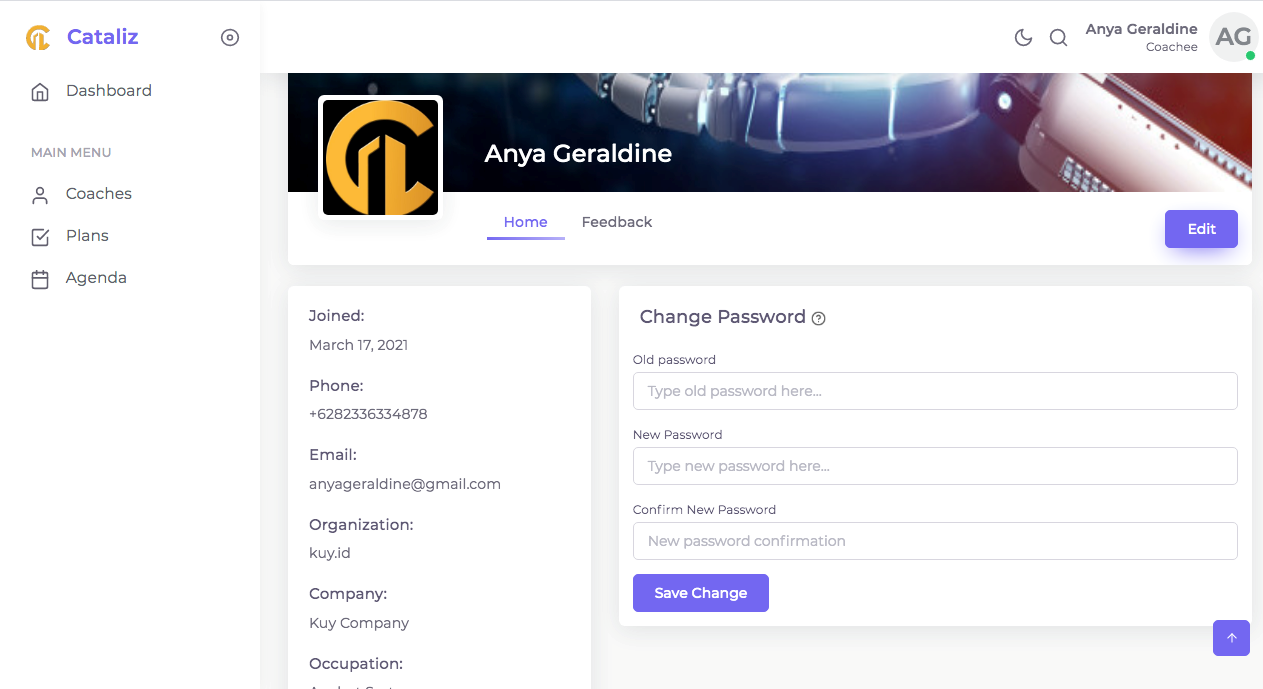 Cataliz
Dashboard
MAIN MENU
Coaches
Plans
Agenda
Anya Geraldine
Coachee
AG
Anya Geraldine
Home
Feedback
Edit
Joined:
March 17, 2021
Phone:
+6282336334878
Email:
anyageraldine@gmail.com
Organization:
kuy.id
Company:
Kuy Company
Occupation:
Change Password
Old password
Type old password here...
New Password
Type new password here...
Confirm New Password
New password confirmation
Save Change